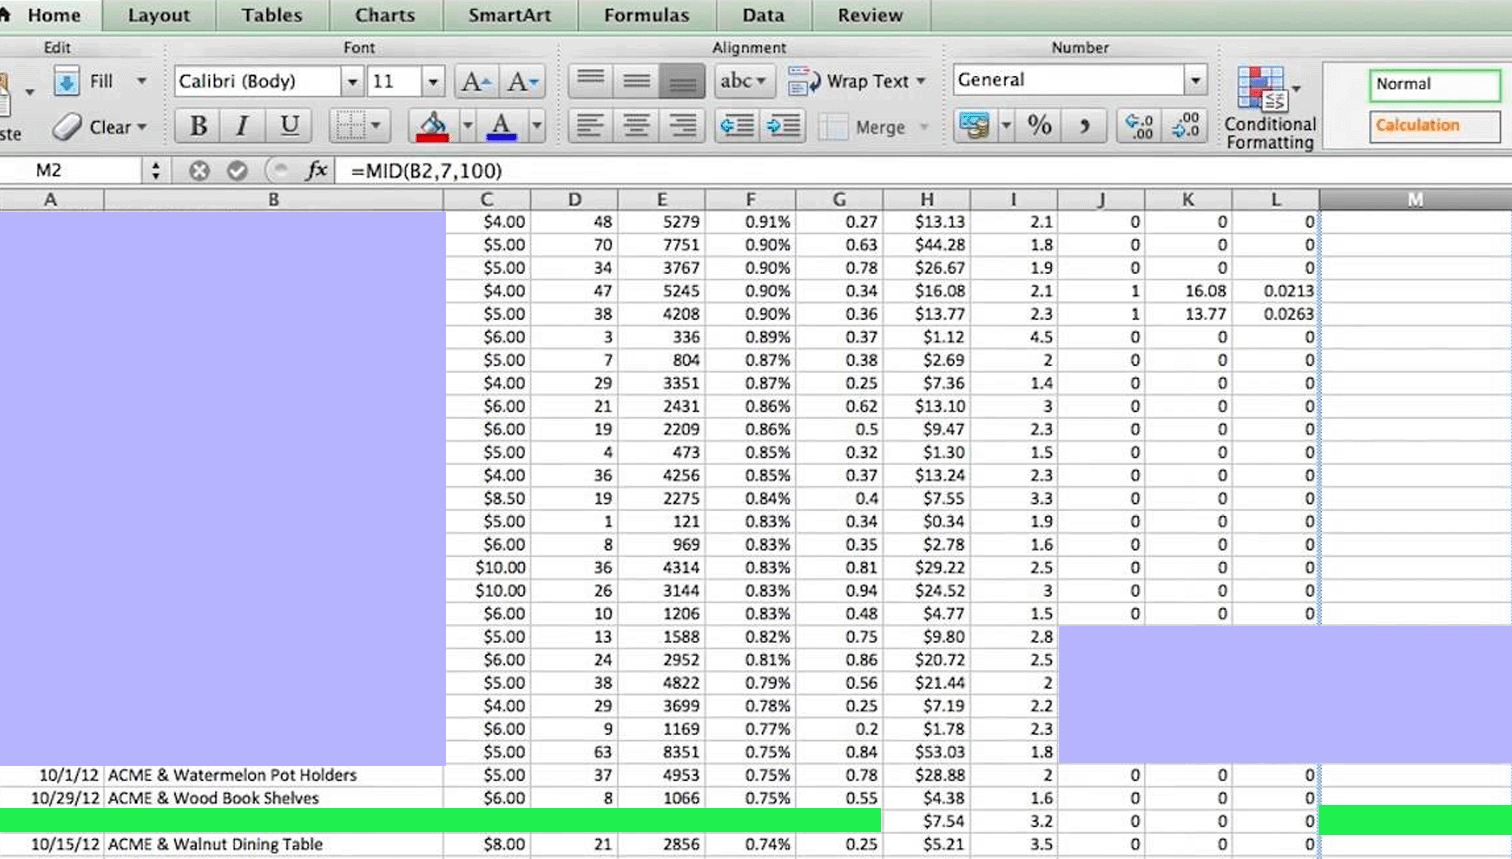 Home Layout Tables Charts SmartArt Formulas Data Review
Edit Font Alignment Number
Fill Calibri (Body) 11 A A abc Wrap Text General Normal
ste Clear B I U A Merge % , .0 .00 .00 .0 Conditional Formatting Calculation
M2 fx =MID(B2,7,100)
A B C D E F G H I J K L M
$4.00 48 5279 0.91% 0.27 $13.13 2.1 0 0 0
$5.00 70 7751 0.90% 0.63 $44.28 1.8 0 0 0
$5.00 34 3767 0.90% 0.78 $26.67 1.9 0 0 0
$4.00 47 5245 0.90% 0.34 $16.08 2.1 1 16.08 0.0213
$5.00 38 4208 0.90% 0.36 $13.77 2.3 1 13.77 0.0263
$6.00 3 336 0.89% 0.37 $1.12 4.5 0 0 0
$5.00 7 804 0.87% 0.38 $2.69 2 0 0 0
$4.00 29 3351 0.87% 0.25 $7.36 1.4 0 0 0
$6.00 21 2431 0.86% 0.62 $13.10 3 0 0 0
$6.00 19 2209 0.86% 0.5 $9.47 2.3 0 0 0
$5.00 4 473 0.85% 0.32 $1.30 1.5 0 0 0
$4.00 36 4256 0.85% 0.37 $13.24 2.3 0 0 0
$8.50 19 2275 0.84% 0.4 $7.55 3.3 0 0 0
$5.00 1 121 0.83% 0.34 $0.34 1.9 0 0 0
$6.00 8 969 0.83% 0.35 $2.78 1.6 0 0 0
$10.00 36 4314 0.83% 0.81 $29.22 2.5 0 0 0
$10.00 26 3144 0.83% 0.94 $24.52 3 0 0 0
$6.00 10 1206 0.83% 0.48 $4.77 1.5 0 0 0
$5.00 13 1588 0.82% 0.75 $9.80 2.8
$6.00 24 2952 0.81% 0.86 $20.72 2.5
$5.00 38 4822 0.79% 0.56 $21.44 2
$4.00 29 3699 0.78% 0.25 $7.19 2.2
$6.00 9 1169 0.77% 0.2 $1.78 2.3
$5.00 63 8351 0.75% 0.84 $53.03 1.8
10/1/12 ACME & Watermelon Pot Holders $5.00 37 4953 0.75% 0.78 $28.88 2 0 0 0
10/29/12 ACME & Wood Book Shelves $6.00 8 1066 0.75% 0.55 $4.38 1.6 0 0 0
$7.54 3.2 0 0 0
10/15/12 ACME & Walnut Dining Table $8.00 21 2856 0.74% 0.25 $5.21 3.5 0 0 0